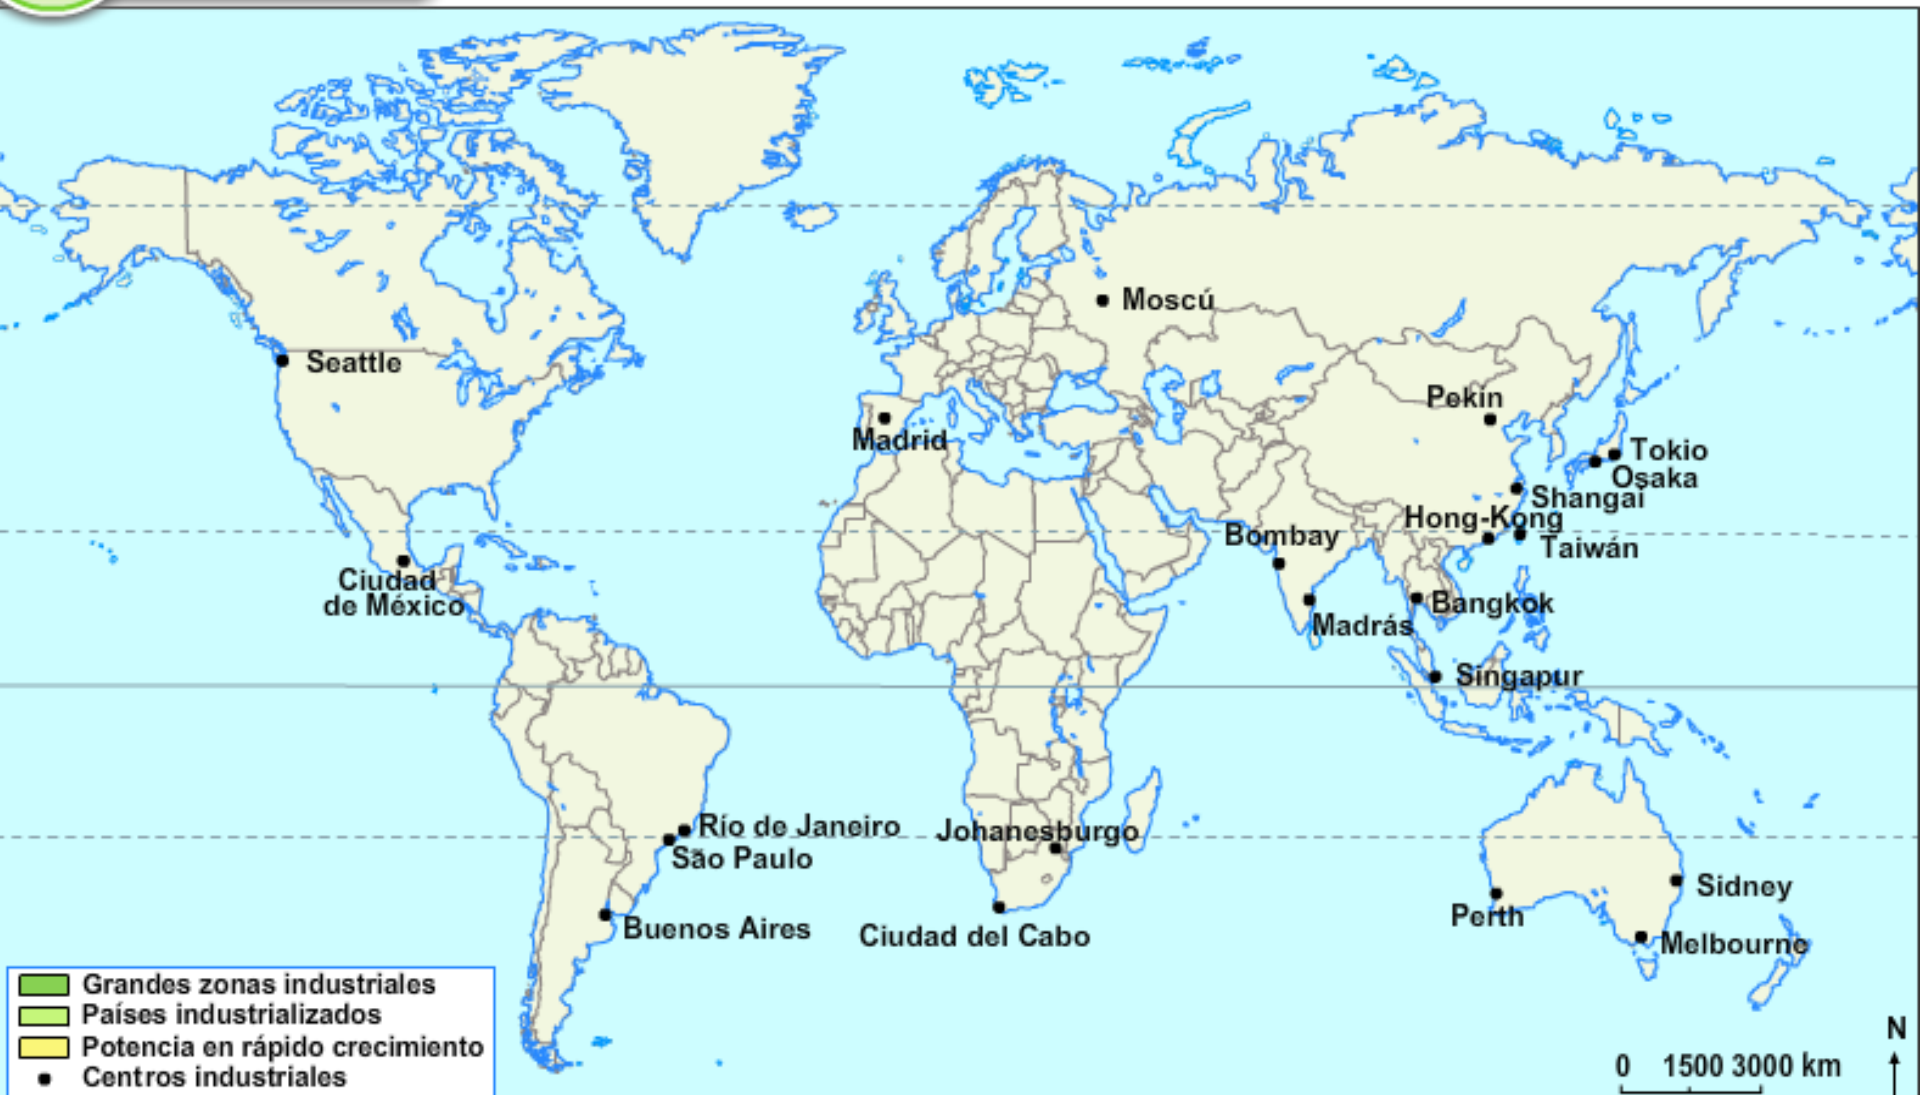 Moscú
Seattle
Pekín
Madrid
Tokio
Osaka
Shangai
Hong-Kong
Bombay
Taiwán
Ciudad
de México
Bangkok
Madrás
Singapur
Río de Janeiro
Johanesburgo
São Paulo
Sidney
Perth
Buenos Aires
Ciudad del Cabo
Melbourne
Grandes zonas industriales
Países industrializados
Potencia en rápido crecimiento
Centros industriales
N
0 1500 3000 km